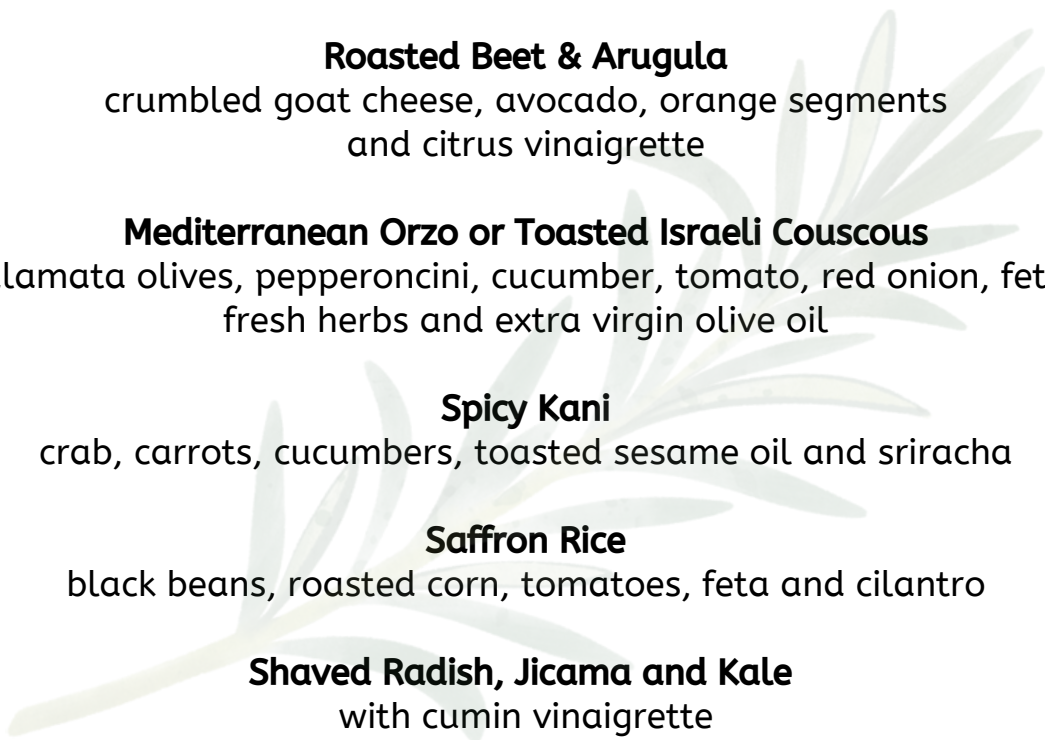 Roasted Beet & Arugula
crumbled goat cheese, avocado, orange segments
and citrus vinaigrette
Mediterranean Orzo or Toasted Israeli Couscous
lamata olives, pepperoncini, cucumber, tomato, red onion, fet
fresh herbs and extra virgin olive oil
Spicy Kani
crab, carrots, cucumbers, toasted sesame oil and sriracha
Saffron Rice
black beans, roasted corn, tomatoes, feta and cilantro
Shaved Radish, Jicama and Kale
with cumin vinaigrette